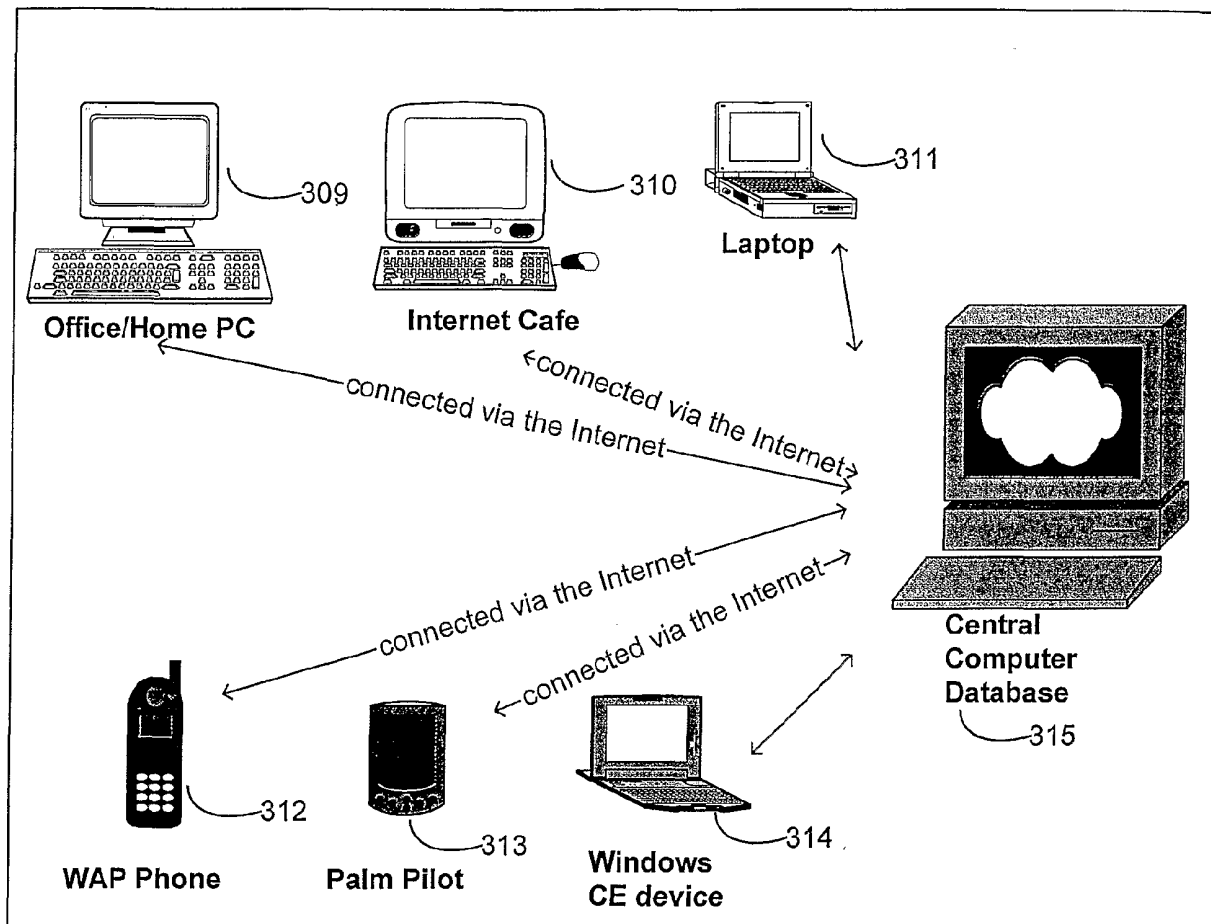 309
310
311
Laptop
Office/Home PC
Internet Cafe
connected via the Internet
connected via the Internet
connected via the Internet
connected via the Internet
Central
Computer
Database
315
312
313
314
WAP Phone
Palm Pilot
Windows
CE device